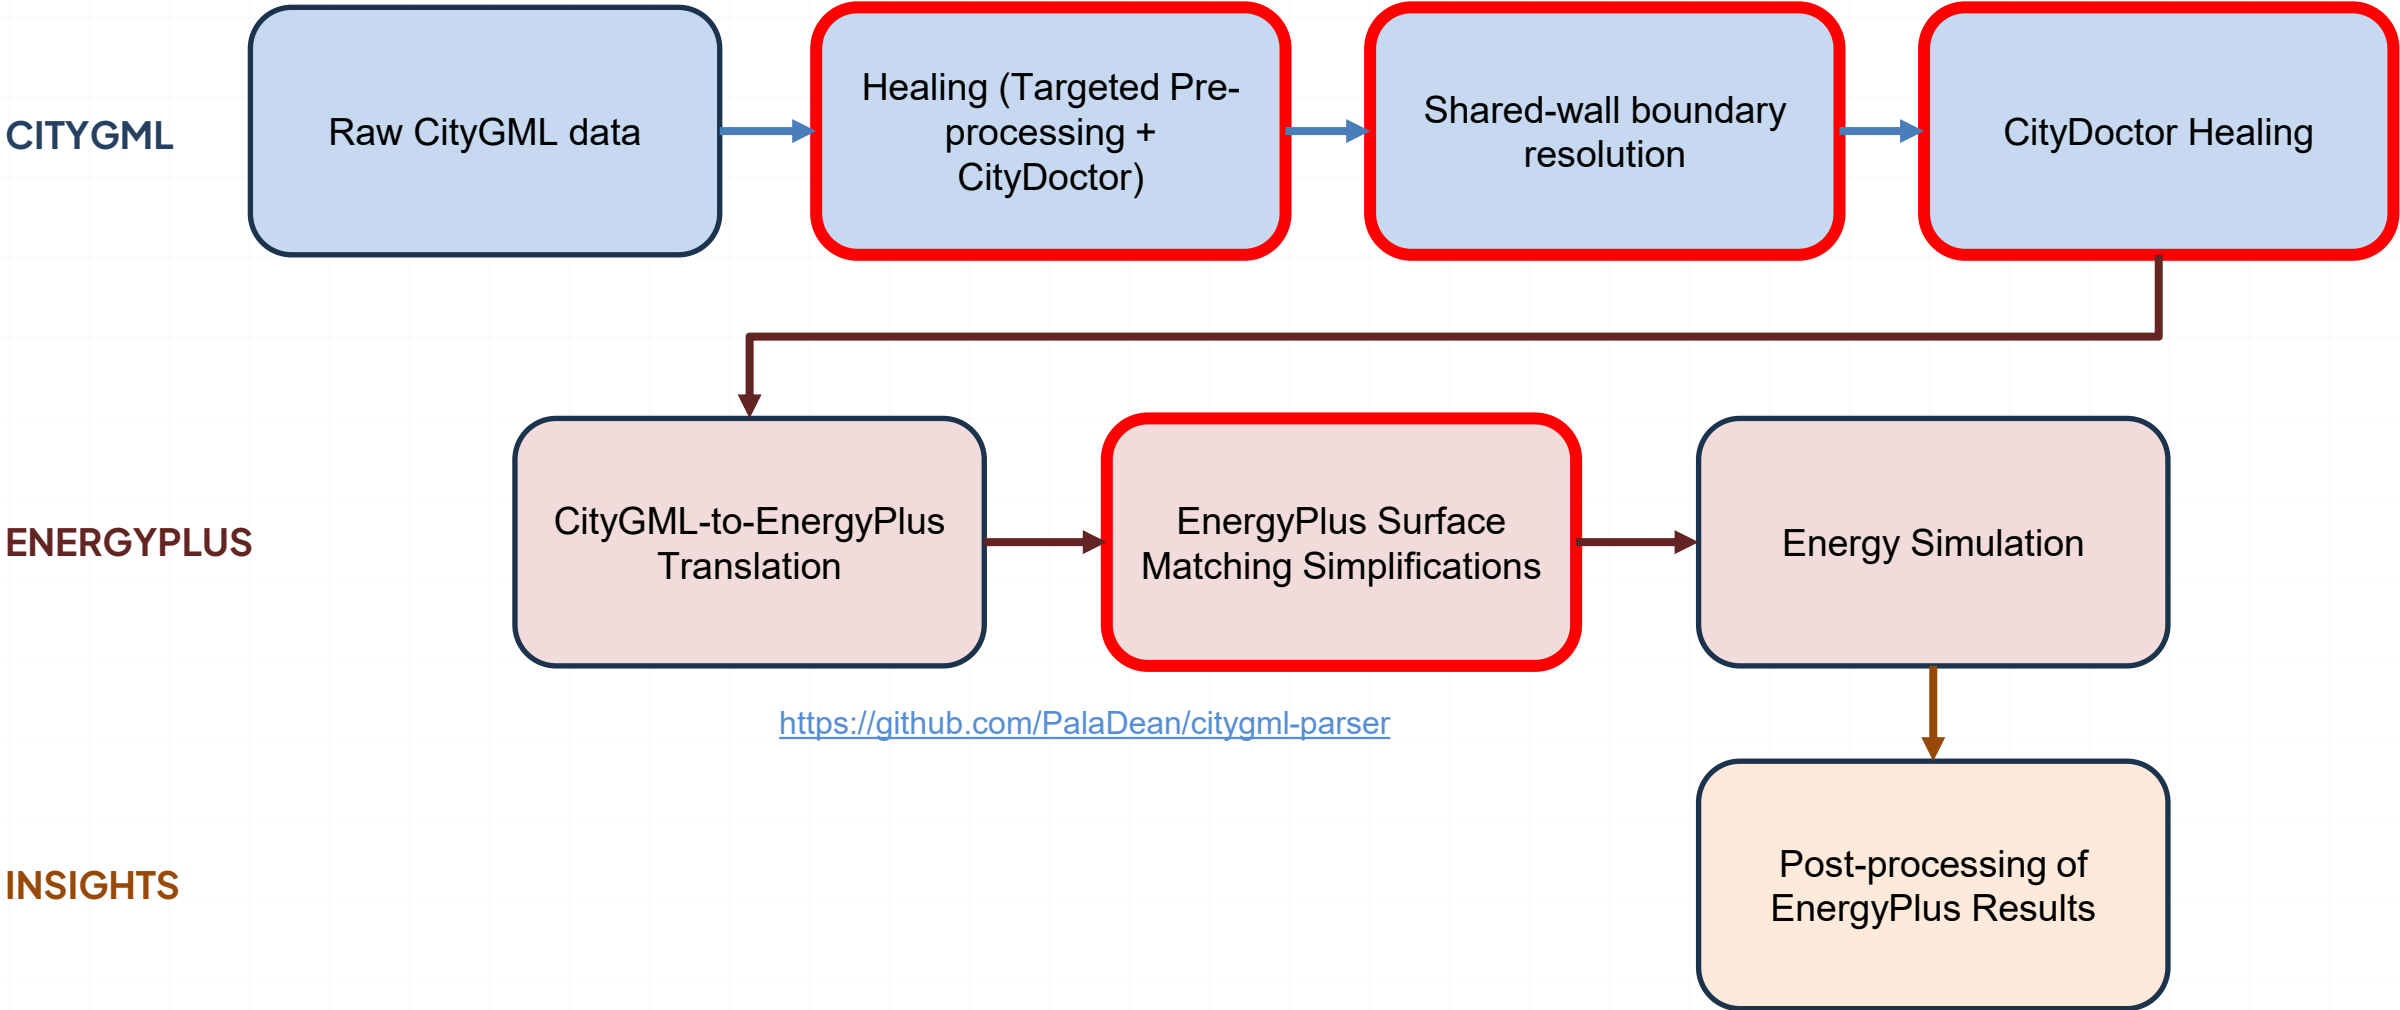 CITYGML
Raw CityGML data
Healing (Targeted Pre-
processing +
CityDoctor)
Shared-wall boundary
resolution
CityDoctor Healing
ENERGYPLUS
CityGML-to-EnergyPlus
Translation
EnergyPlus Surface
Matching Simplifications
Energy Simulation
https://github.com/PalaDean/citygml-parser
INSIGHTS
Post-processing of
EnergyPlus Results